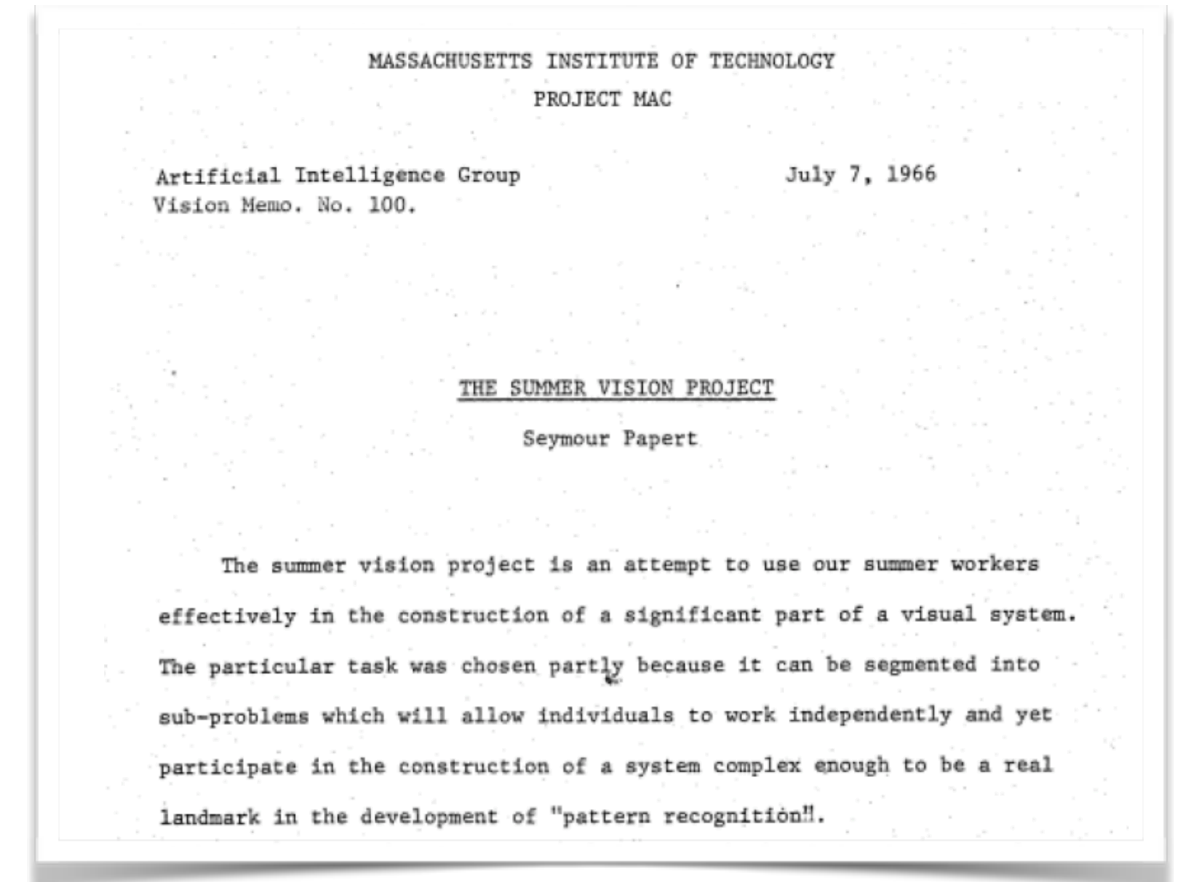 MASSACHUSETTS INSTITUTE OF TECHNOLOGY
PROJECT MAC
Artificial Intelligence Group
July 7, 1966
Vision Memo. No. 100.
THE SUMMER VISION PROJECT
Seymour Papert
The summer vision project is an attempt to use our summer workers
effectively in the construction of a significant part of a visual system.
The particular task was chosen partly because it can be segmented into
sub-problems which will allow individuals to work independently and yet
participate in the construction of a system complex enough to be a real
landmark in the development of "pattern recognition".